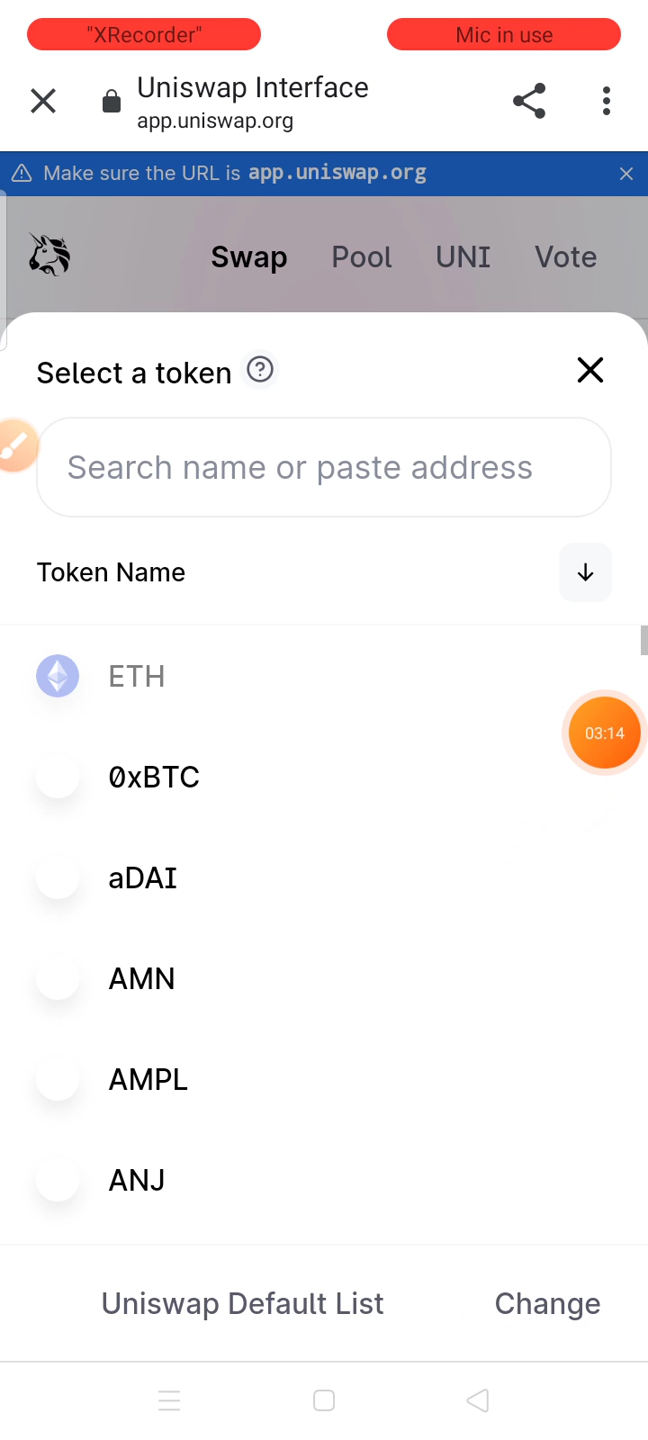 "XRecorder"
Mic in use
Uniswap Interface
app.uniswap.org
Make sure the URL is app.uniswap.org
Swap Pool UNI Vote
Select a token
Search name or paste address
Token Name
ETH
03:14
0xBTC
aDAI
AMN
AMPL
ANJ
Uniswap Default List Change